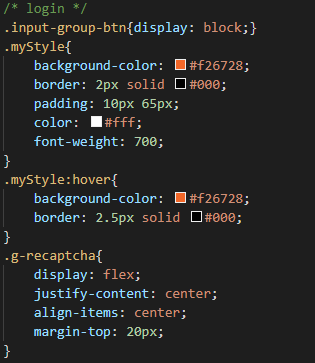 /* login */
.input-group-btn{display: block;}
.myStyle{
background-color: #f26728;
border: 2px solid #000;
padding: 10px 65px;
color: #fff;
font-weight: 700;
}
.myStyle:hover{
background-color: #f26728;
border: 2.5px solid #000;
}
.g-recaptcha{
display: flex;
justify-content: center;
align-items: center;
margin-top: 20px;
}